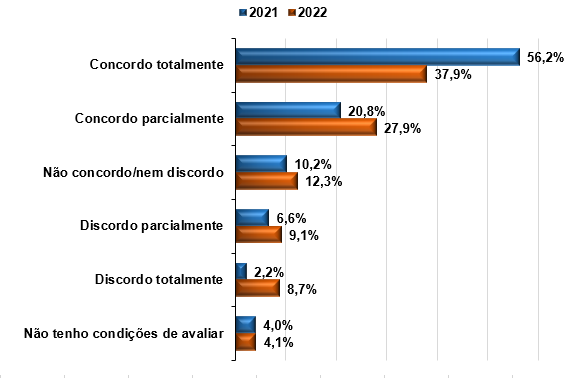 2021 2022
Concordo totalmente 56,2%
37,9%
Concordo parcialmente 20,8%
27,9%
Não concordo/nem discordo 10,2%
12,3%
Discordo parcialmente 6,6%
9,1%
Discordo totalmente 2,2%
8,7%
Não tenho condições de avaliar 4,0%
4,1%